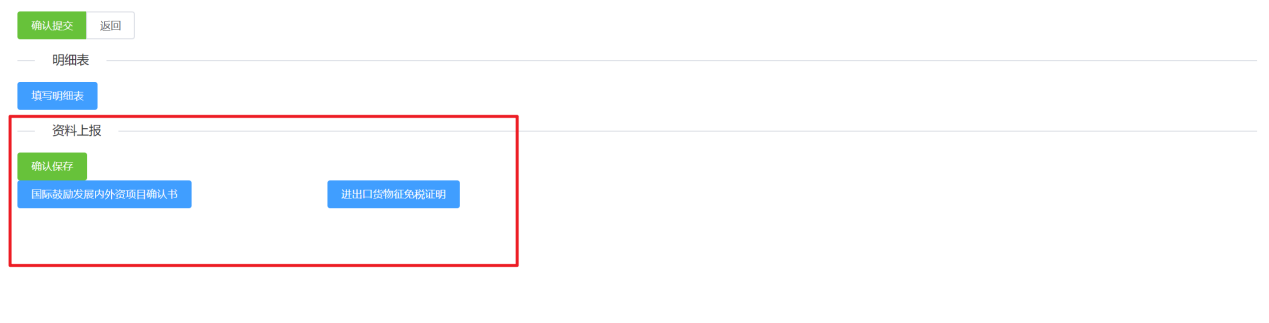 确认提交 返回
明细表
填写明细表
资料上报
确认保存
国际鼓励发展内外资项目确认书 进出口货物征免税证明